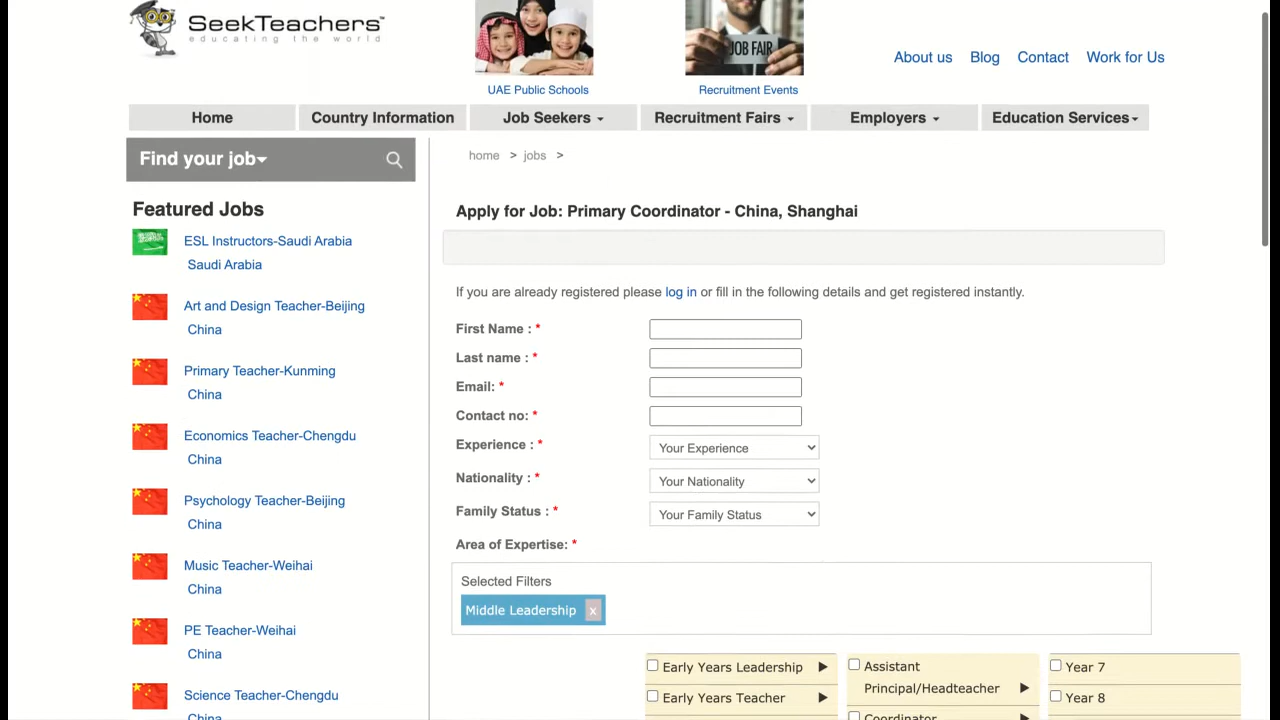 SeekTeachers™
educating the world
JOB FAIR
UAE Public Schools
Recruitment Events
About us Blog Contact Work for Us
Home Country Information Job Seekers Recruitment Fairs Employers Education Services
Find your job
home > jobs >
Featured Jobs
ESL Instructors-Saudi Arabia
Saudi Arabia
Art and Design Teacher-Beijing
China
Primary Teacher-Kunming
China
Economics Teacher-Chengdu
China
Psychology Teacher-Beijing
China
Music Teacher-Weihai
China
PE Teacher-Weihai
China
Science Teacher-Chengdu
China
Apply for Job: Primary Coordinator - China, Shanghai
If you are already registered please log in or fill in the following details and get registered instantly.
First Name : *
Last name : *
Email: *
Contact no: *
Experience : * Your Experience
Nationality : * Your Nationality
Family Status : * Your Family Status
Area of Expertise: *
Selected Filters
Middle Leadership x
Early Years Leadership
Early Years Teacher
Assistant
Principal/Headteacher
Coordinator
Year 7
Year 8